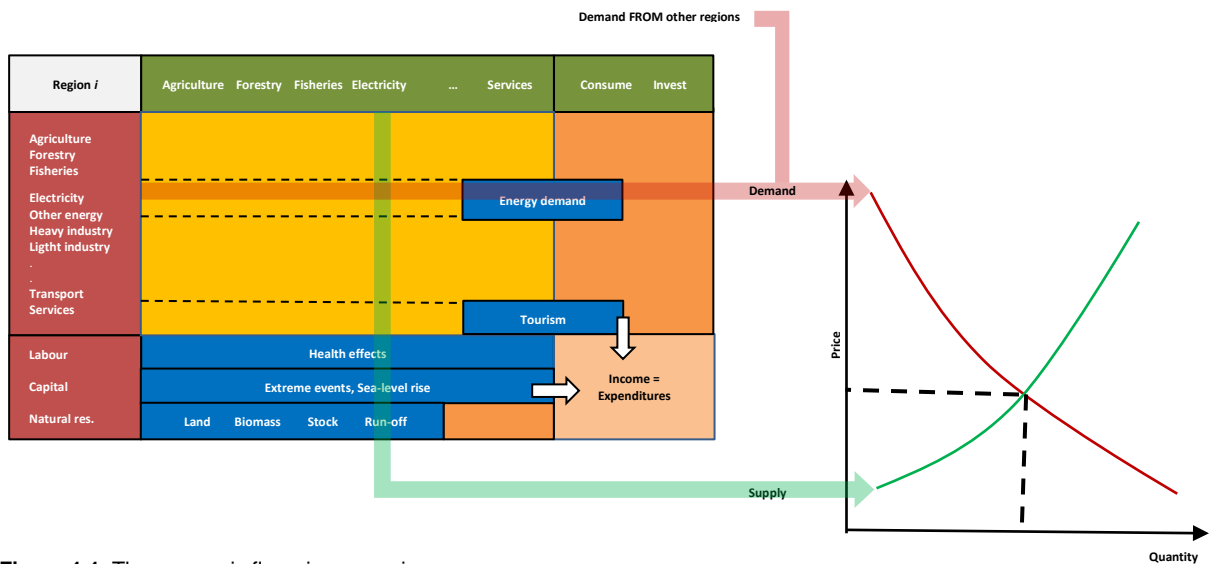 Demand FROM other regions
Region i
Agriculture Forestry Fisheries Electricity ... Services Consume Invest
Agriculture
Forestry
Fisheries
Electricity
Other energy
Heavy industry
Ligtht industry
.
.
Transport
Services
Energy demand
Tourism
Labour
Health effects
Capital
Extreme events, Sea-level rise
Natural res.
Land Biomass Stock Run-off
Income =
Expenditures
Demand
Supply
Price
Quantity